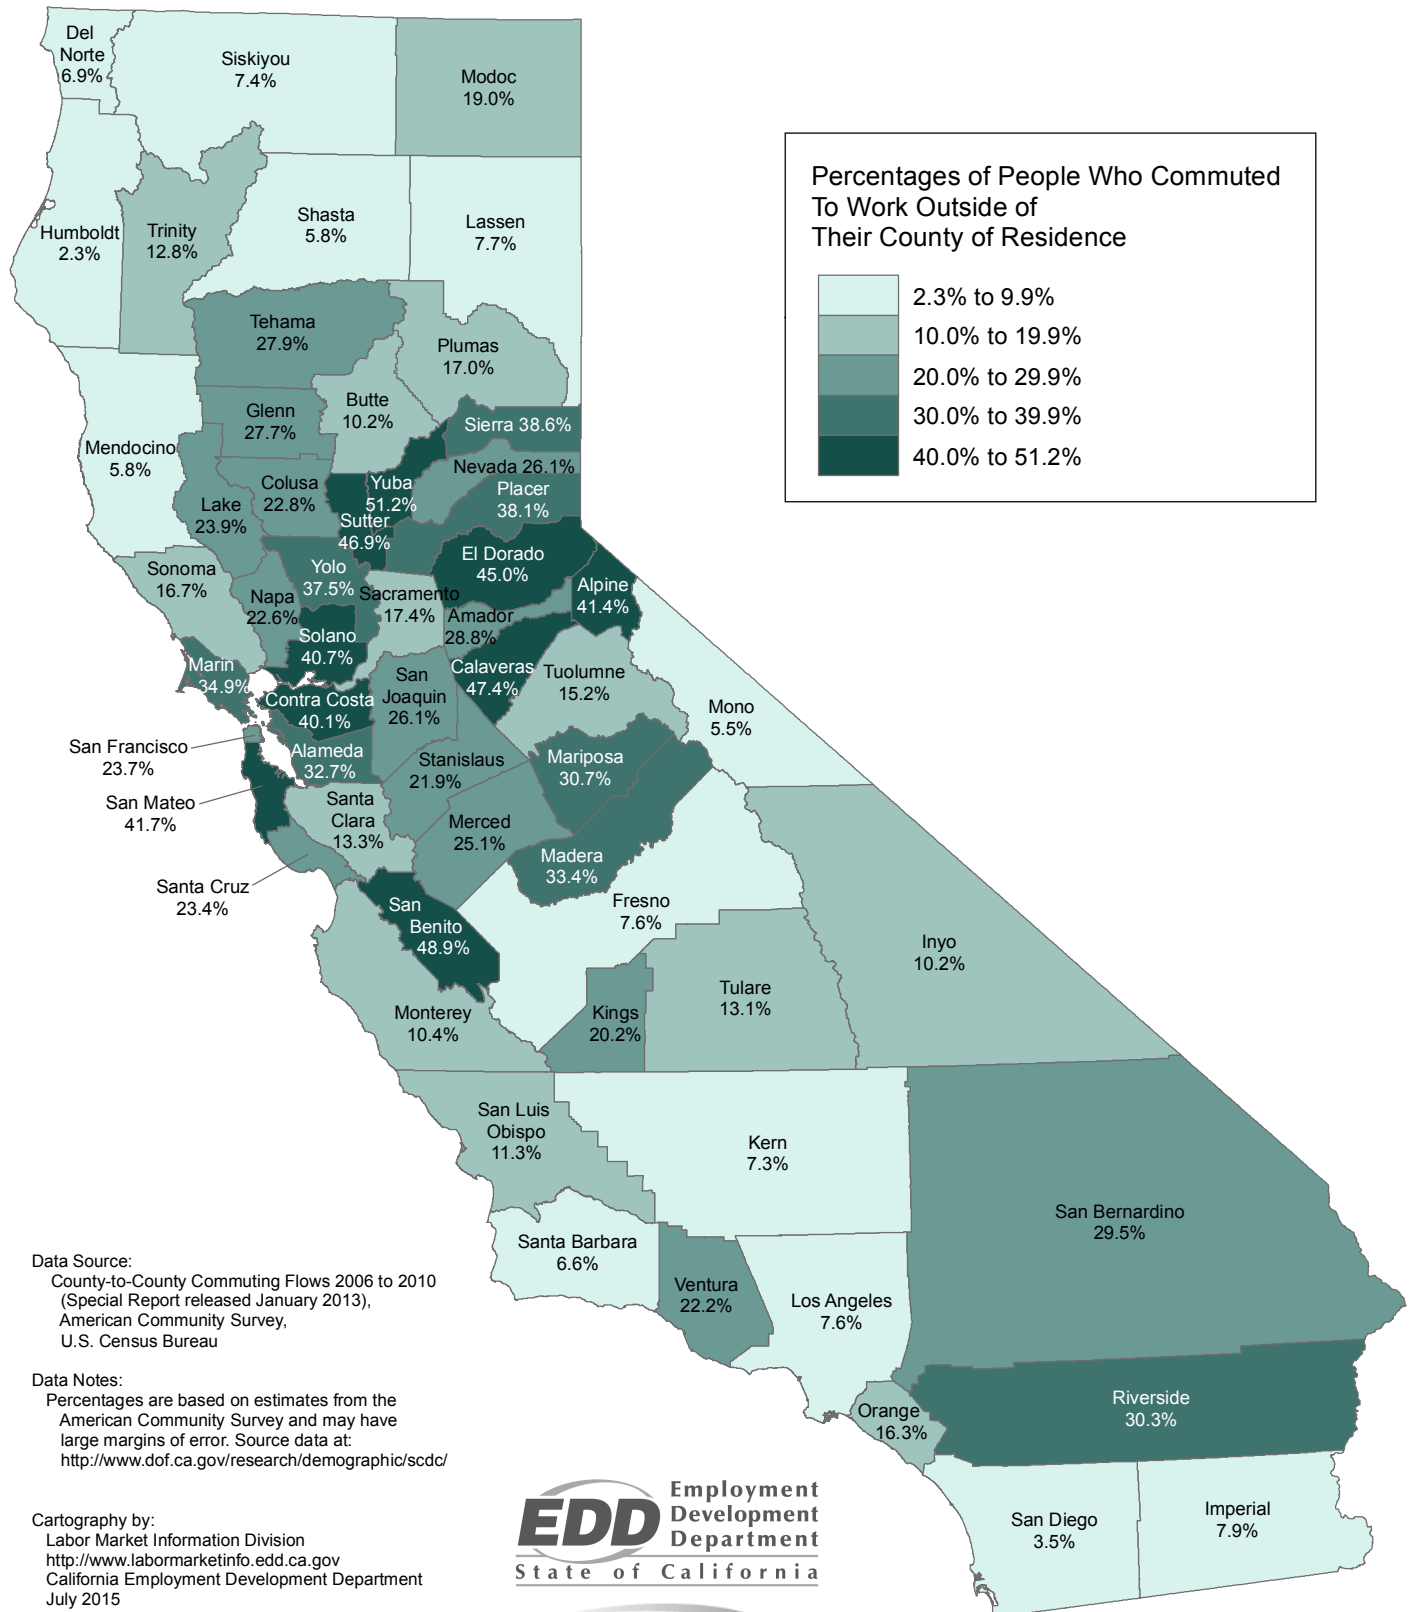 Del
Norte
6.9%
Siskiyou
7.4%
Modoc
19.0%
Percentages of People Who Commuted
To Work Outside of
Their County of Residence
2.3% to 9.9%
10.0% to 19.9%
20.0% to 29.9%
30.0% to 39.9%
40.0% to 51.2%
Humboldt
2.3%
Trinity
12.8%
Shasta
5.8%
Lassen
7.7%
Tehama
27.9%
Plumas
17.0%
Butte
10.2%
Glenn
27.7%
Sierra 38.6%
Mendocino
5.8%
Nevada 26.1%
Colusa
22.8%
Yuba
51.2%
Placer
38.1%
Lake
23.9%
Sutter
46.9%
El Dorado
45.0%
Sonoma
16.7%
Yolo
37.5%
Alpine
41.4%
Napa
22.6%
Sacramento
17.4%
Amador
28.8%
Solano
40.7%
Marin
34.9%
Calaveras
47.4%
Tuolumne
15.2%
San
Joaquin
26.1%
Contra Costa
40.1%
Mono
5.5%
San Francisco
23.7%
Alameda
32.7%
Stanislaus
21.9%
Mariposa
30.7%
San Mateo
41.7%
Santa
Clara
13.3%
Merced
25.1%
Madera
33.4%
Santa Cruz
23.4%
Fresno
7.6%
San
Benito
48.9%
Inyo
10.2%
Tulare
13.1%
Monterey
10.4%
Kings
20.2%
San Luis
Obispo
11.3%
Kern
7.3%
San Bernardino
29.5%
Santa Barbara
6.6%
Ventura
22.2%
Los Angeles
7.6%
Orange
16.3%
Riverside
30.3%
San Diego
3.5%
Imperial
7.9%
Data Source:
County-to-County Commuting Flows 2006 to 2010
(Special Report released January 2013),
American Community Survey,
U.S. Census Bureau
Data Notes:
Percentages are based on estimates from the
American Community Survey and may have
large margins of error. Source data at:
http://www.dof.ca.gov/research/demographic/scdc/
Cartography by:
Labor Market Information Division
http://www.labormarketinfo.edd.ca.gov
California Employment Development Department
July 2015
EDD
Employment
Development
Department
State of California